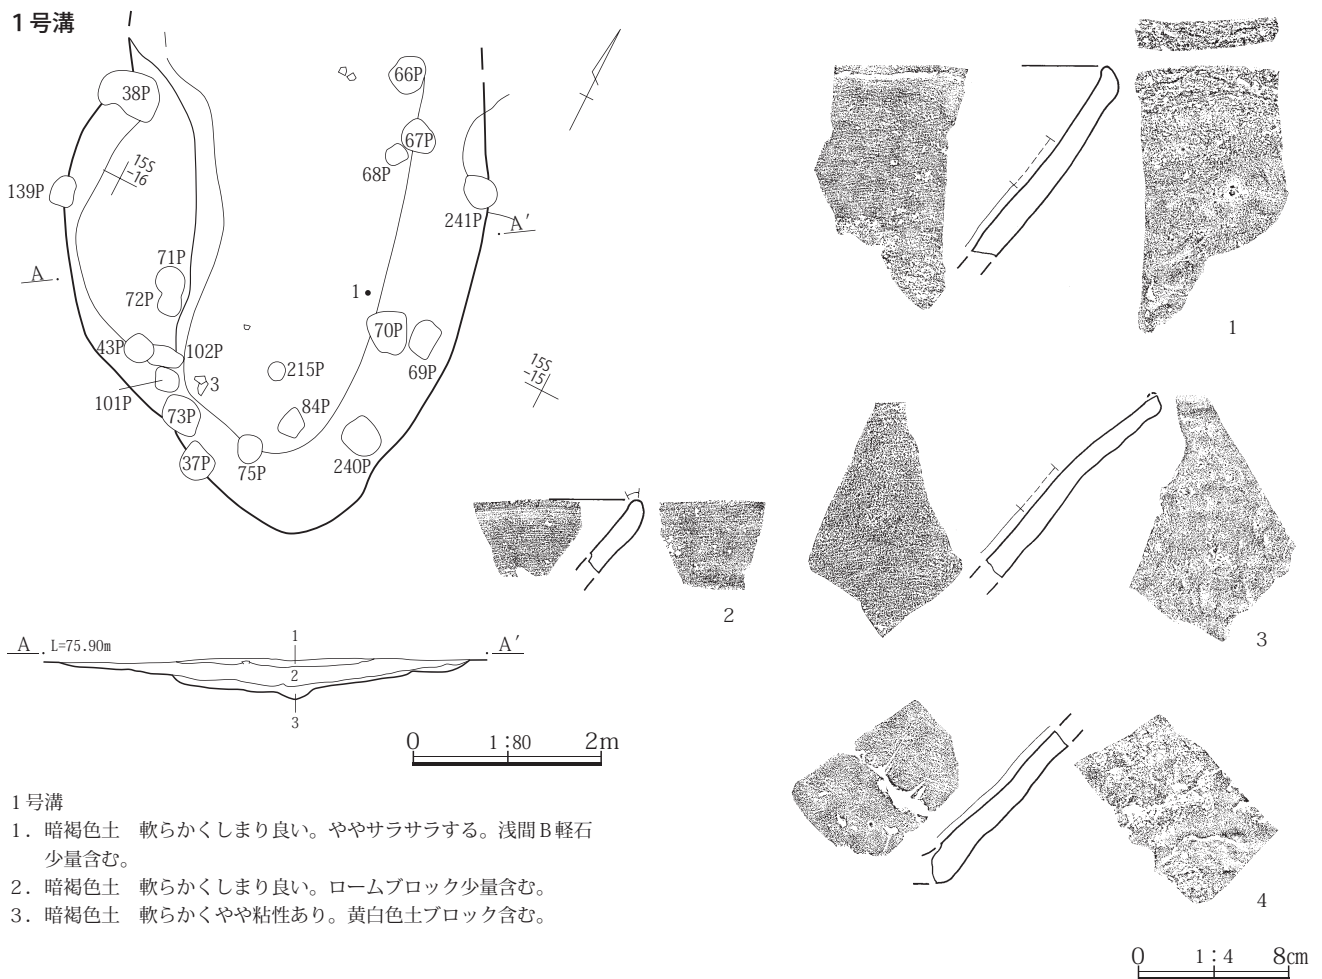 1号溝
38P
66P
67P
68P
15S
-16
139P
241P
A′
A
71P
72P
1
70P
69P
43P
102P
215P
3
101P
84P
73P
37P
75P
240P
15S
-15
A L=75.90m
A′
1
2
3
0 1:80 2m
1号溝
1．暗褐色土　軟らかくしまり良い。ややサラサラする。浅間B軽石
少量含む。
2．暗褐色土　軟らかくしまり良い。ロームブロック少量含む。
3．暗褐色土　軟らかくやや粘性あり。黄白色土ブロック含む。
1
2
3
4
0 1:4 8cm